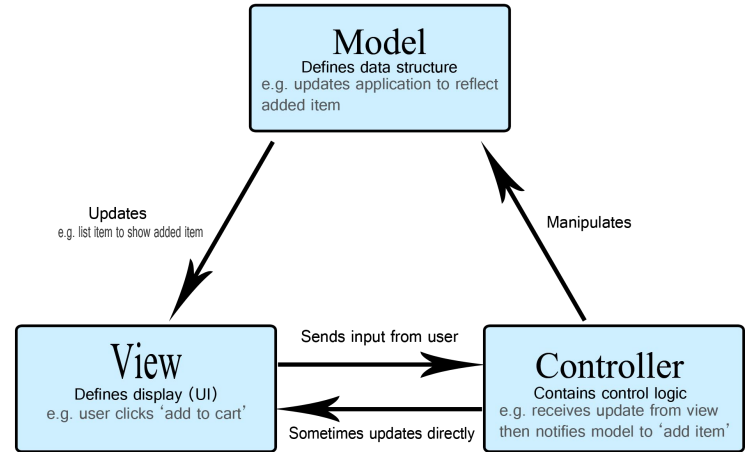 Model
Defines data structure
e.g. updates application to reflect
added item
Updates
e.g. list item to show added item
Manipulates
View
Defines display (UI)
e.g. user clicks ‘add to cart’
Sends input from user
Sometimes updates directly
Controller
Contains control logic
e.g. receives update from view
then notifies model to ‘add item’